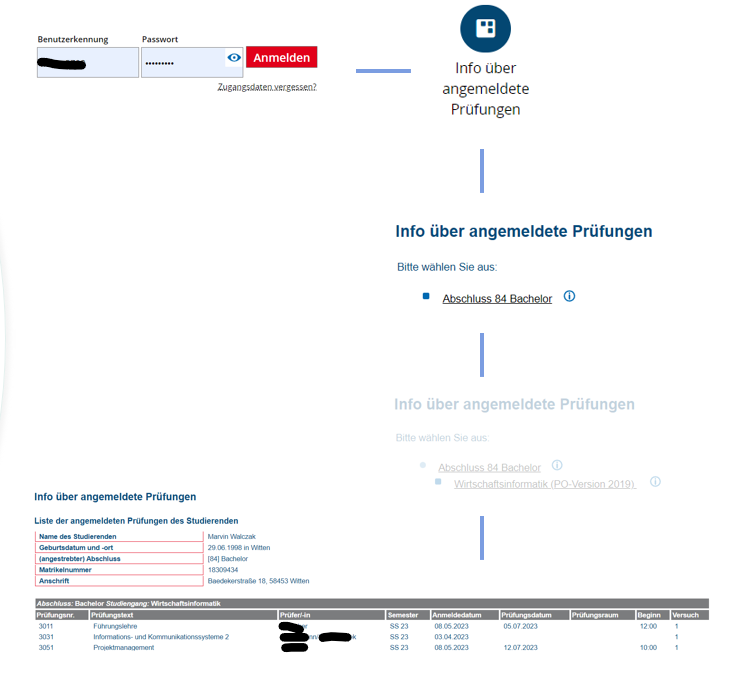 Benutzerkennung Passwort
••••••••• Anmelden
Zugangsdaten vergessen?
Info über
angemeldete
Prüfungen
Info über angemeldete Prüfungen
Bitte wählen Sie aus:
Abschluss 84 Bachelor
Info über angemeldete Prüfungen
Bitte wählen Sie aus:
Abschluss 84 Bachelor
Wirtschaftsinformatik (PO-Version 2019)
Info über angemeldete Prüfungen
Liste der angemeldeten Prüfungen des Studierenden
Name des Studierenden Marvin Walczak
Geburtsdatum und -ort 29.06.1998 in Witten
(angestrebter) Abschluss [84] Bachelor
Matrikelnummer 18309434
Anschrift Baedekerstraße 18, 58453 Witten
Abschluss: Bachelor Studiengang: Wirtschaftsinformatik
Prüfungsnr. Prüfungstext Prüfer/-in Semester Anmeldedatum Prüfungsdatum Prüfungsraum Beginn Versuch
3011 Führungslehre SS 23 08.05.2023 05.07.2023 12:00 1
3031 Informations- und Kommunikationssysteme 2 SS 23 03.04.2023 1
3051 Projektmanagement SS 23 08.05.2023 12.07.2023 10:00 1